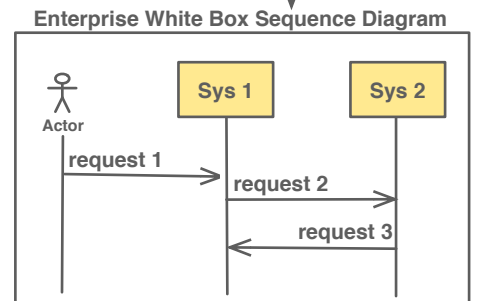 Enterprise White Box Sequence Diagram
Sys 1
Sys 2
Actor
request 1
request 2
request 3